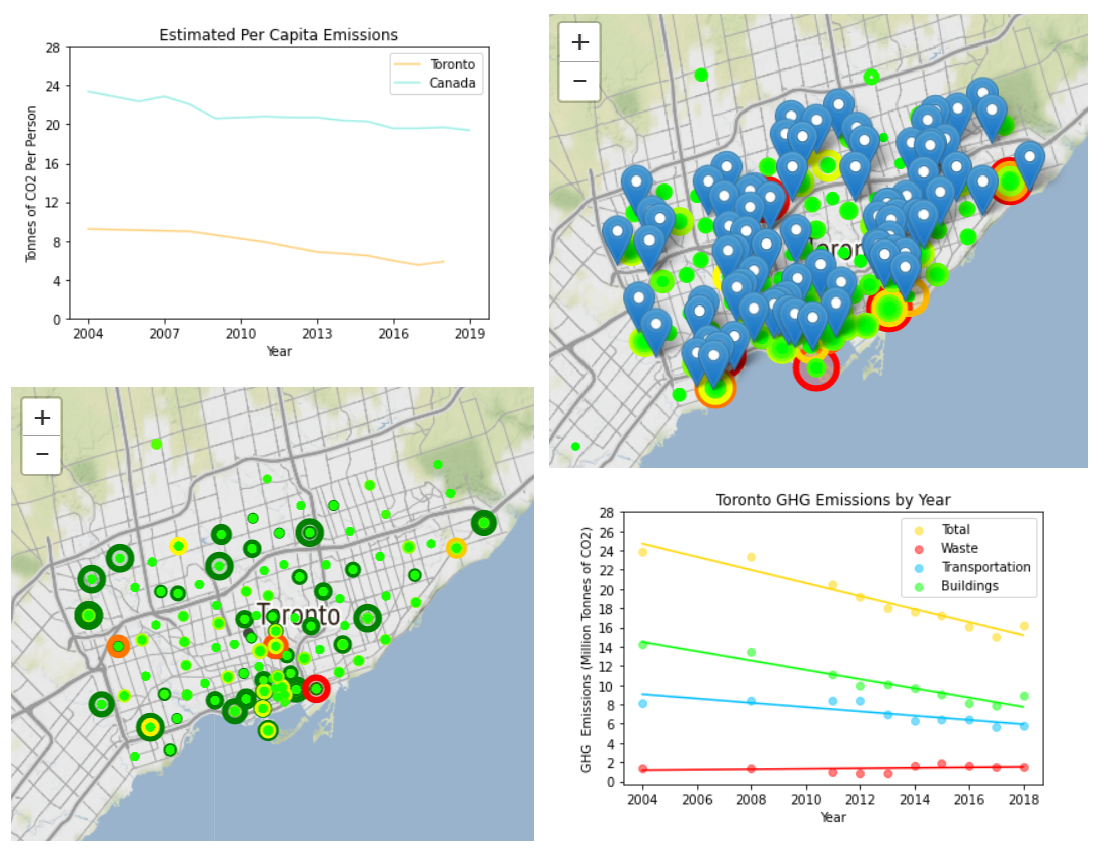 Estimated Per Capita Emissions
Tonnes of CO2 Per Person
28
24
20
16
12
8
4
0
Toronto
Canada
2004 2007 2010 2013 2016 2019
Year
+
−
+
−
Toronto
Toronto GHG Emissions by Year
GHG Emissions (Million Tonnes of CO2)
28
26
24
22
20
18
16
14
12
10
8
6
4
2
0
Total
Waste
Transportation
Buildings
2004 2006 2008 2010 2012 2014 2016 2018
Year